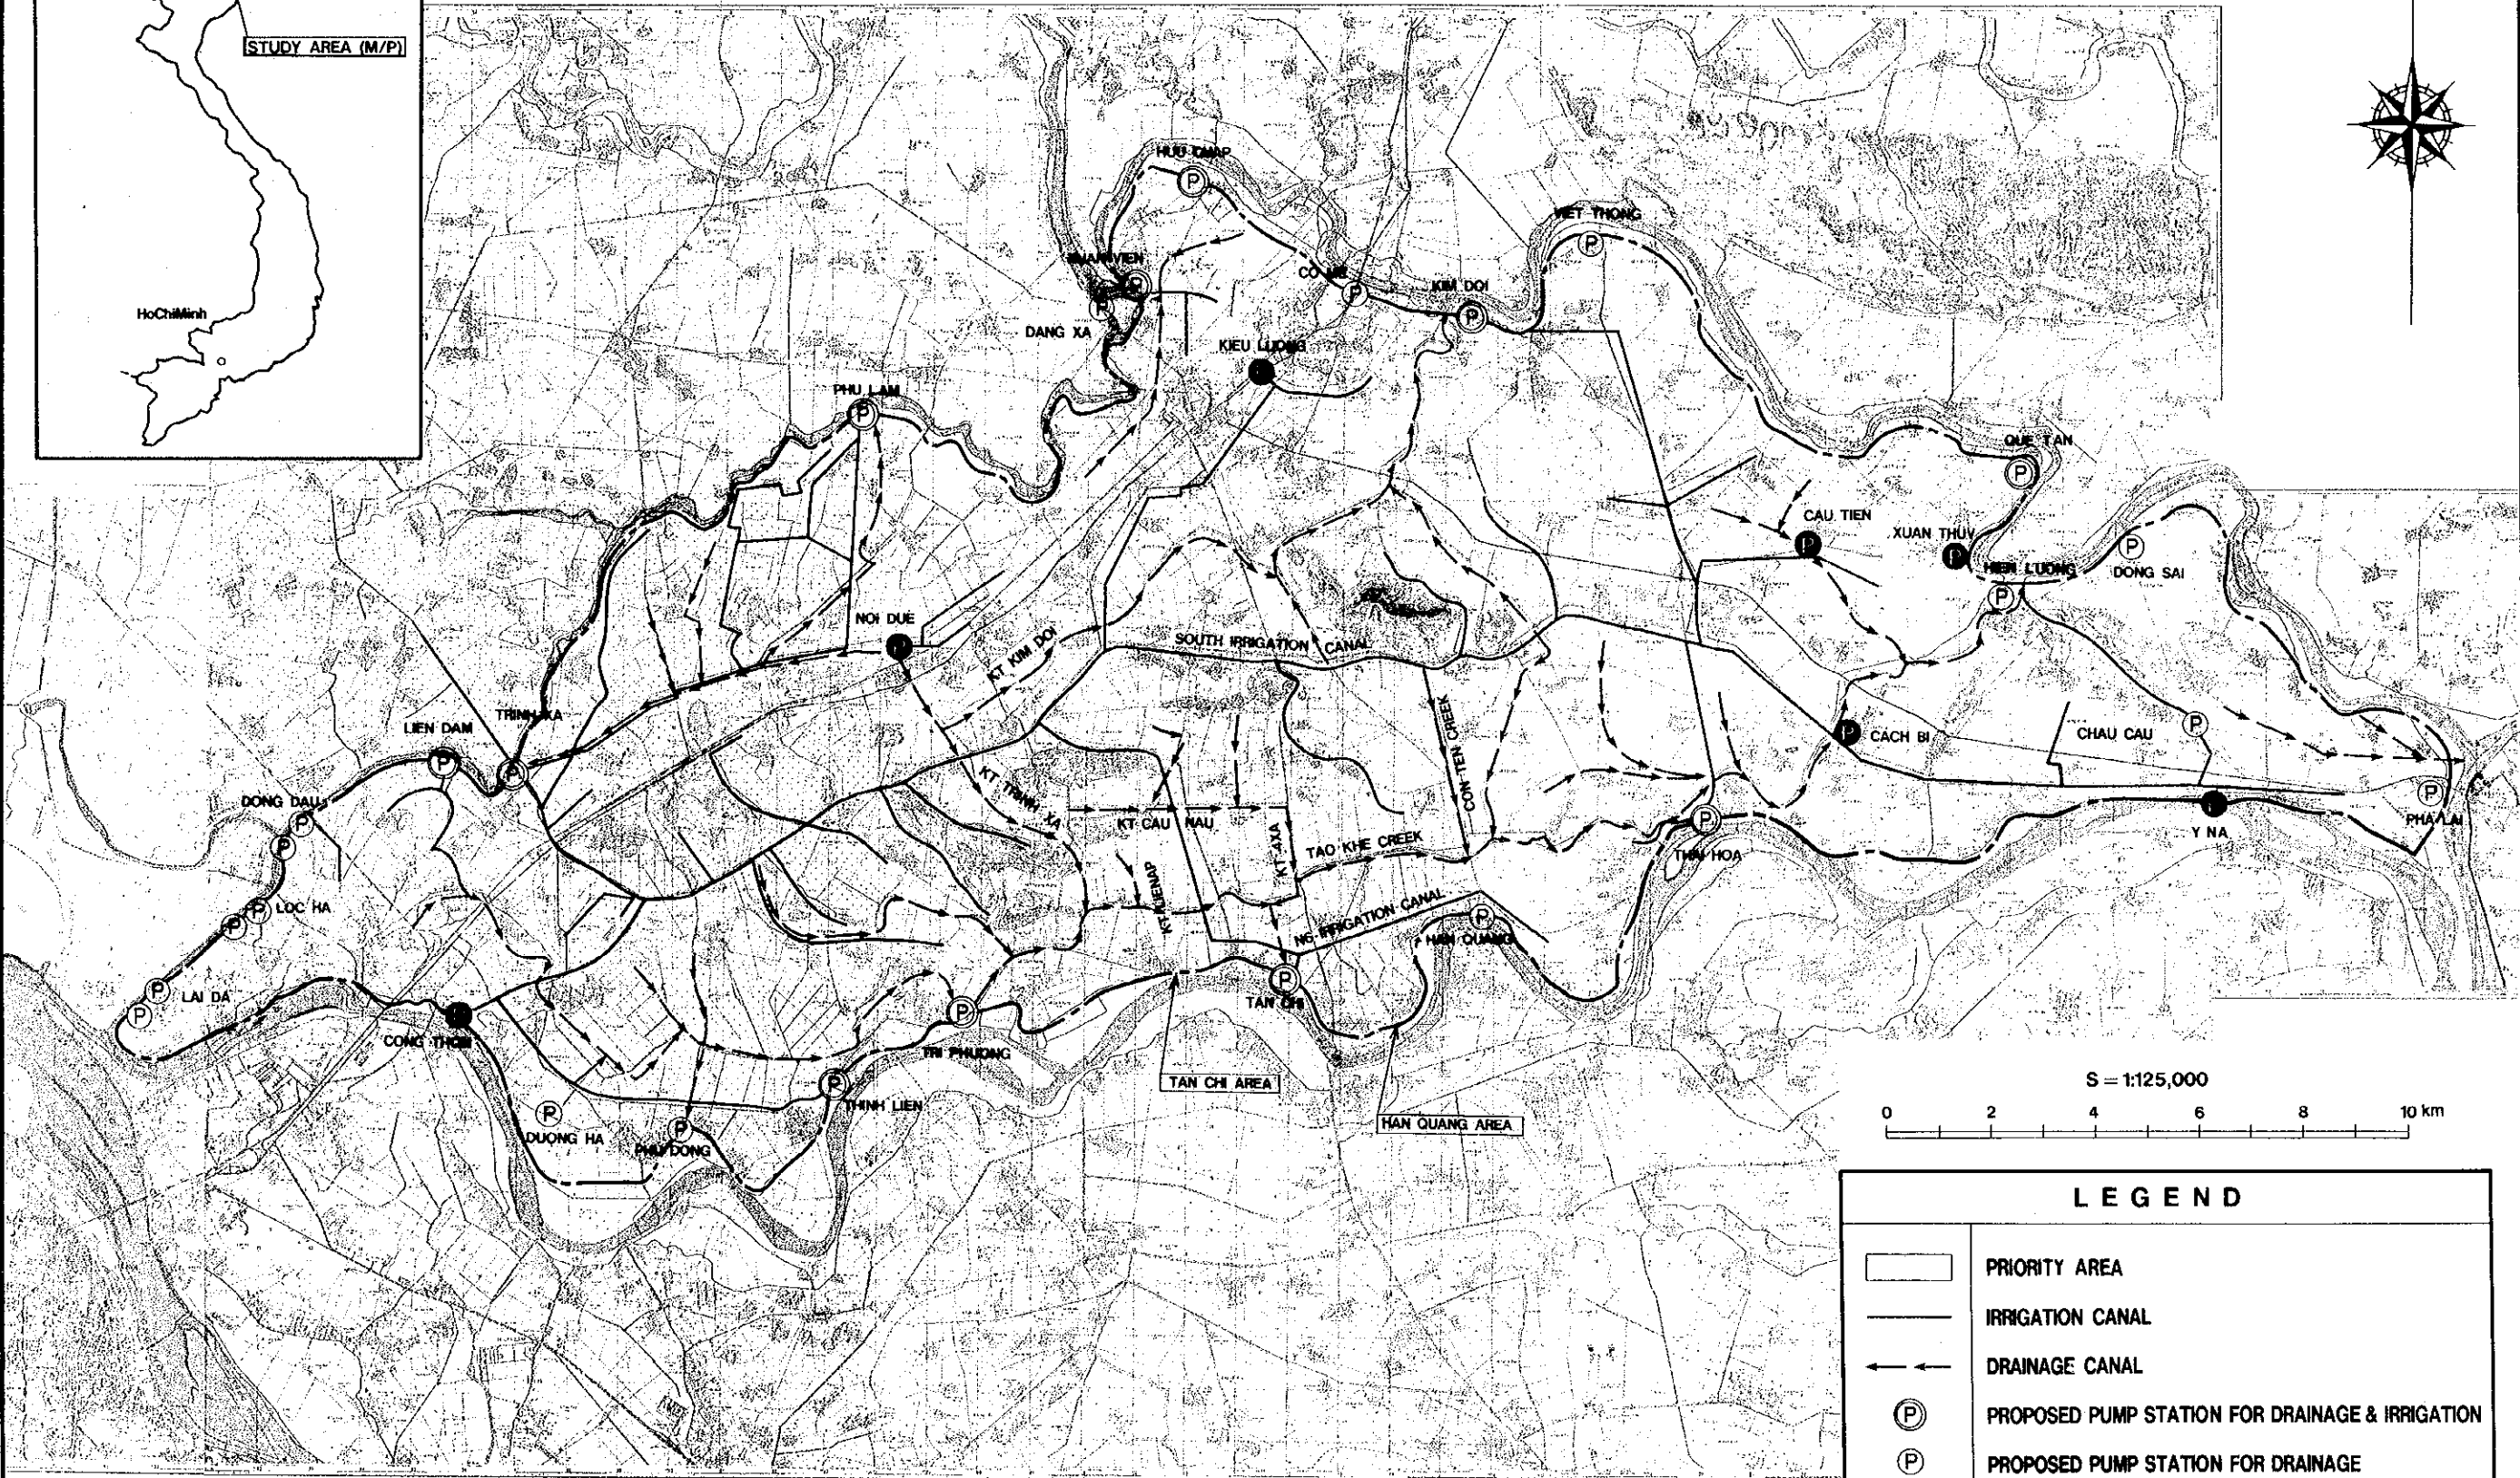 STUDY AREA (M/P)
HoChiMinh
HUU CHAP
VIET THONG
XUAN VIEN
CO ME
KIM DOI
DANG XA
KIEU LUONG
PHU LAM
QUE TAN
CAU TIEN
XUAN THUY
HIEN LUONG
DONG SAI
NOI DUE
KT KIM DOI
SOUTH IRRIGATION CANAL
LIEN DAM
TRINH XA
CON TEN CREEK
CACH BI
CHAU CAU
DONG DAU
KT TRINH XA
KT CAU NAU
KT 4XA
TAO KHE CREEK
THAI HOA
Y NA
PHA LAI
LOC HA
N6 IRRIGATION CANAL
HAN QUANG
LAI DA
CONG THON
TAN CHI
TRI PHUONG
TAN CHI AREA
THINH LIEN
HAN QUANG AREA
DUONG HA
PHU DONG
S = 1:125,000
0 2 4 6 8 10 km
LEGEND
PRIORITY AREA
IRRIGATION CANAL
DRAINAGE CANAL
P PROPOSED PUMP STATION FOR DRAINAGE & IRRIGATION
P PROPOSED PUMP STATION FOR DRAINAGE